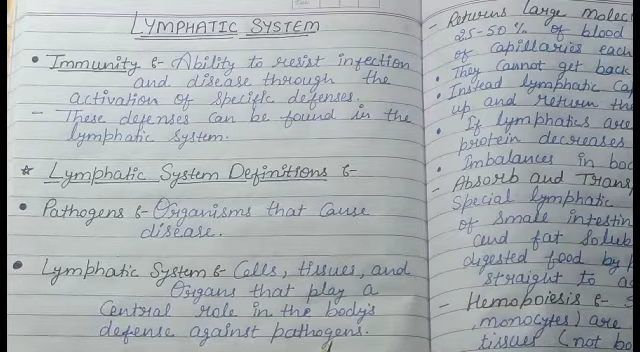 LYMPHATIC SYSTEM
• Immunity :- Ability to resist infection
and disease through the
activation of specific defenses.
- These defenses can be found in the
lymphatic system.
* Lymphatic System Definitions :-
• Pathogens :- Organisms that cause
disease.
• Lymphatic System :- Cells, tissues, and
Organs that play a
Central role in the body's
defense against pathogens.
- Returns large
25-50% of blood
of capillaries each
• They Cannot get back
• Instead lymphatic
up and return
• If lymphatics are
protein decreases
• Imbalances in
- Absorb and
Special lymphatic
of small
and fat
digested food by
straight to
- Hemopoiesis :-
monocytes) are
tissues (not